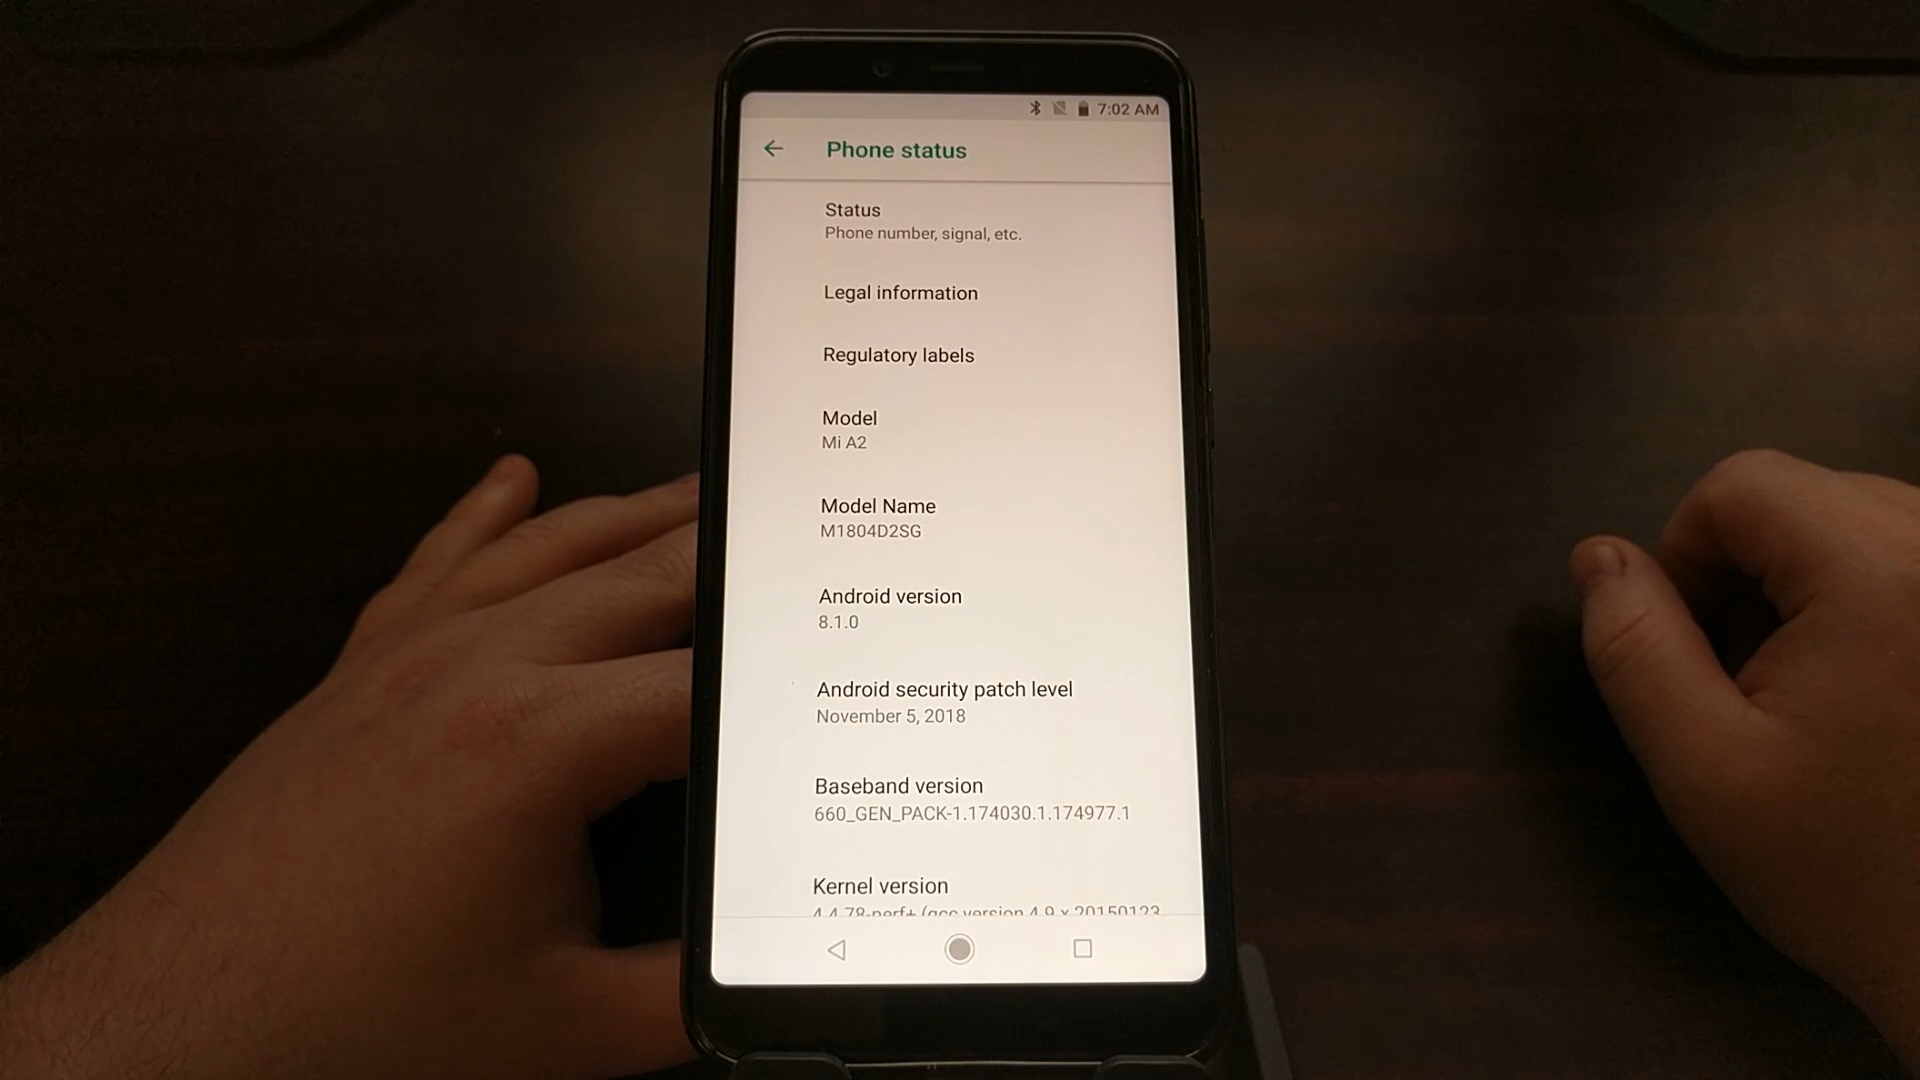 7:02 AM
Phone status
Status
Phone number, signal, etc.
Legal information
Regulatory labels
Model
Mi A2
Model Name
M1804D2SG
Android version
8.1.0
Android security patch level
November 5, 2018
Baseband version
660_GEN_PACK-1.174030.1.174977.1
Kernel version
4.4.78-perf+ (gcc version 4.9.x 20150123